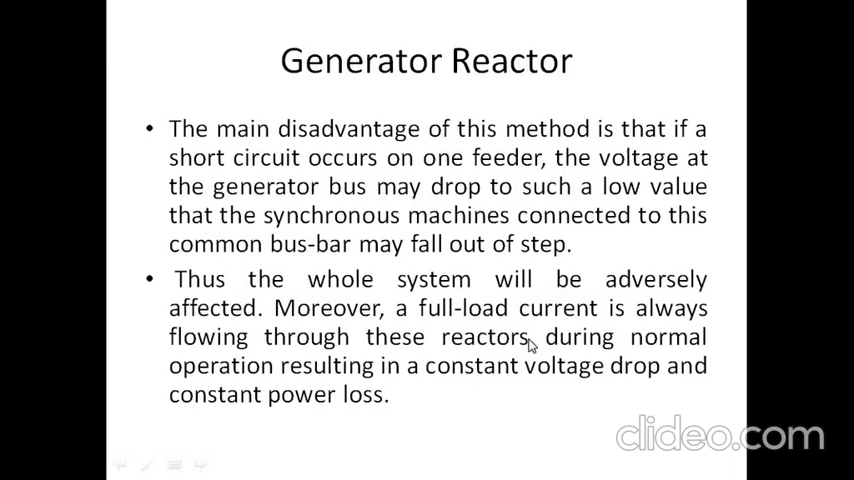 Generator Reactor
• The main disadvantage of this method is that if a
short circuit occurs on one feeder, the voltage at
the generator bus may drop to such a low value
that the synchronous machines connected to this
common bus-bar may fall out of step.
• Thus the whole system will be adversely
affected. Moreover, a full-load current is always
flowing through these reactors during normal
operation resulting in a constant voltage drop and
constant power loss.
clideo.com